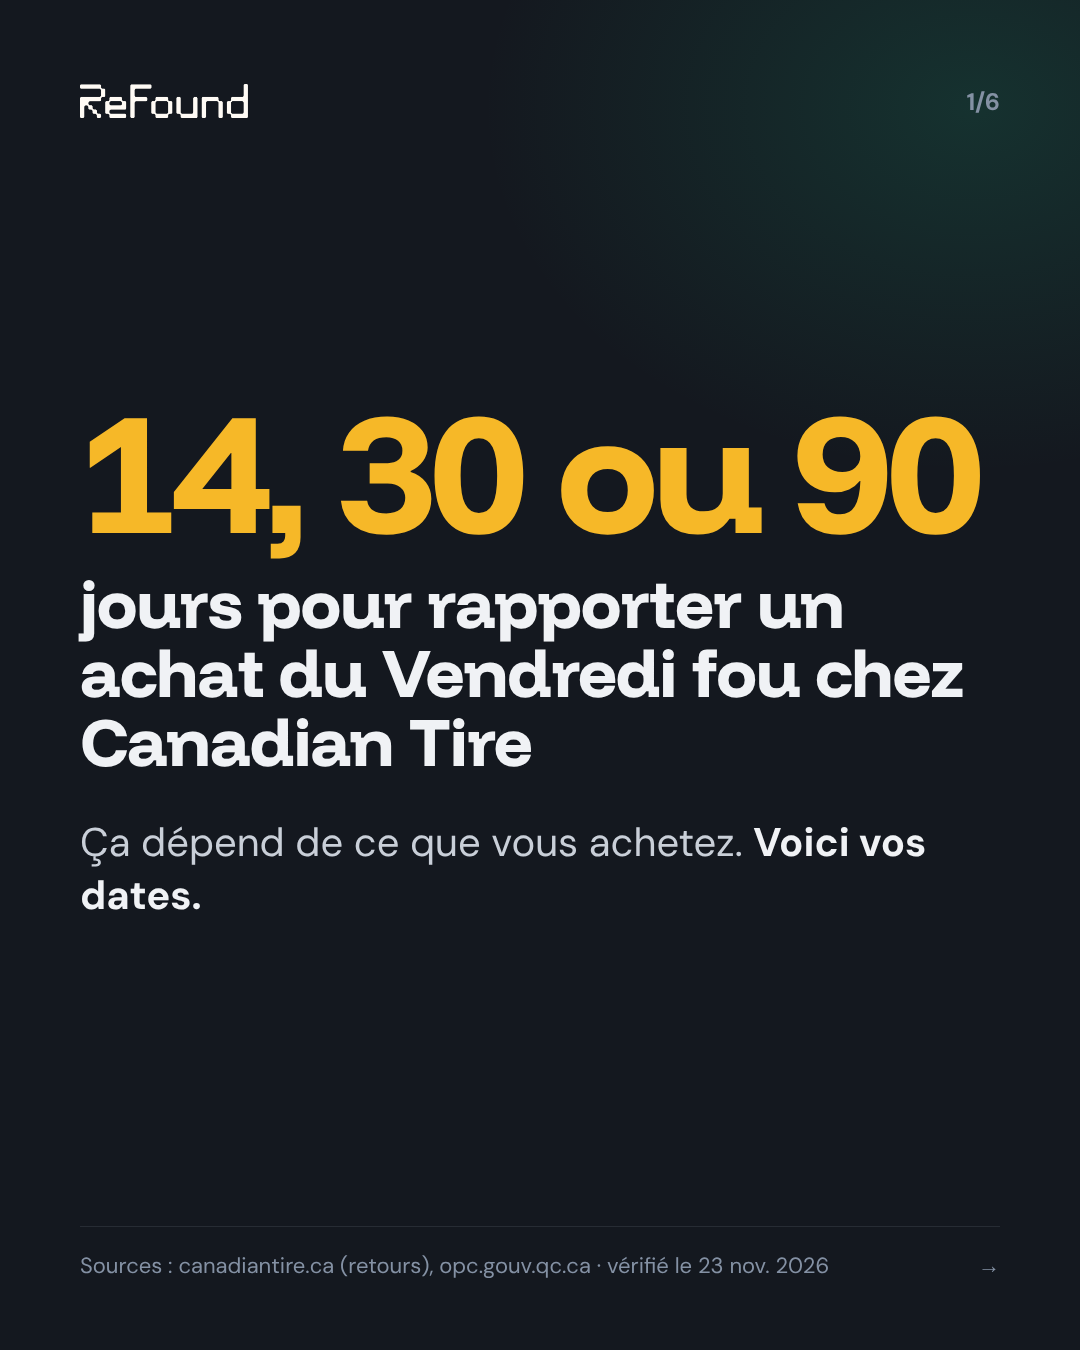 ReFound
1/6
14, 30 ou 90
jours pour rapporter un
achat du Vendredi fou chez
Canadian Tire
Ça dépend de ce que vous achetez. Voici vos
dates.
Sources : canadiantire.ca (retours), opc.gouv.qc.ca · vérifié le 23 nov. 2026 →